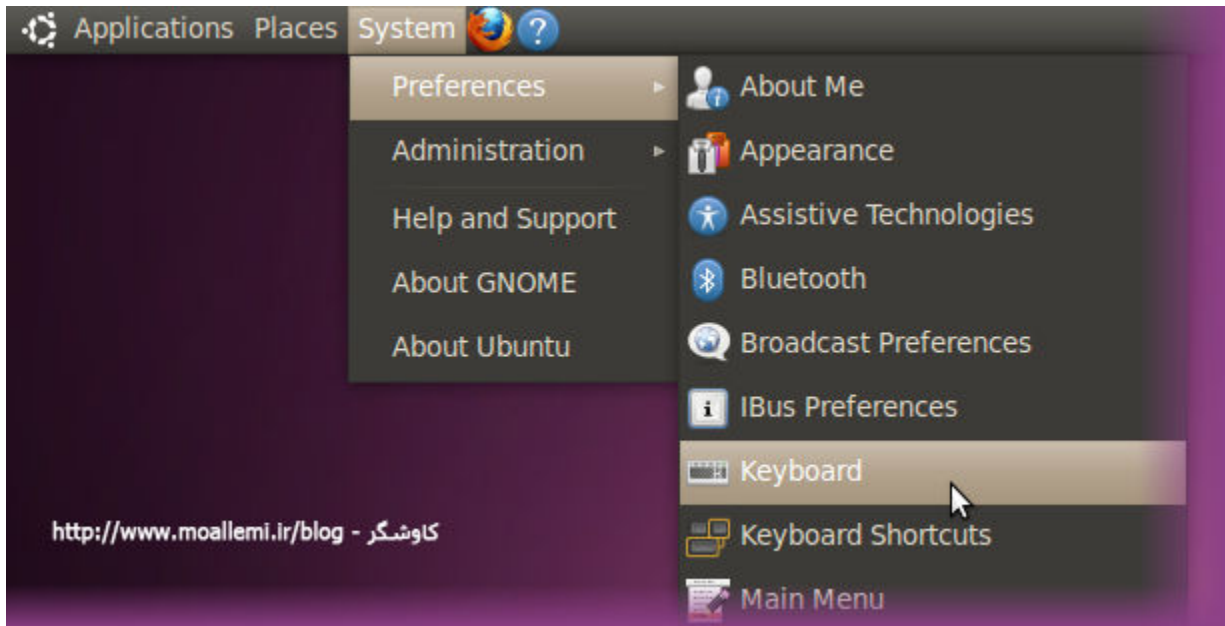 Applications Places System
Preferences
Administration
Help and Support
About GNOME
About Ubuntu
About Me
Appearance
Assistive Technologies
Bluetooth
Broadcast Preferences
IBus Preferences
Keyboard
Keyboard Shortcuts
Main Menu
http://www.moallemi.ir/blog - کاوشگر